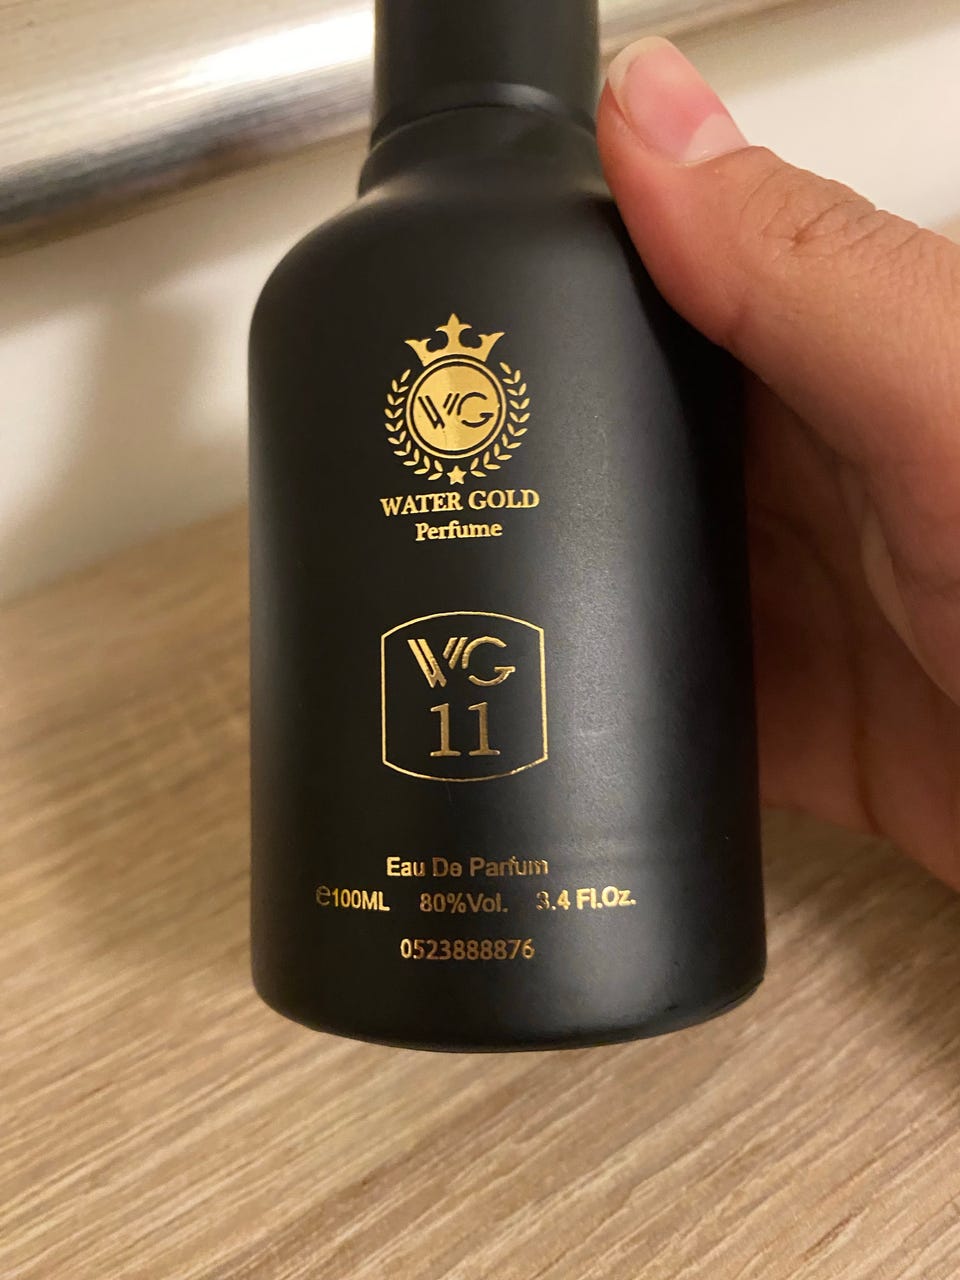 WG
WATER GOLD
Perfume
WG
11
Eau De Parfum
℮100ML 80%Vol. 3.4 Fl.Oz.
0523888876